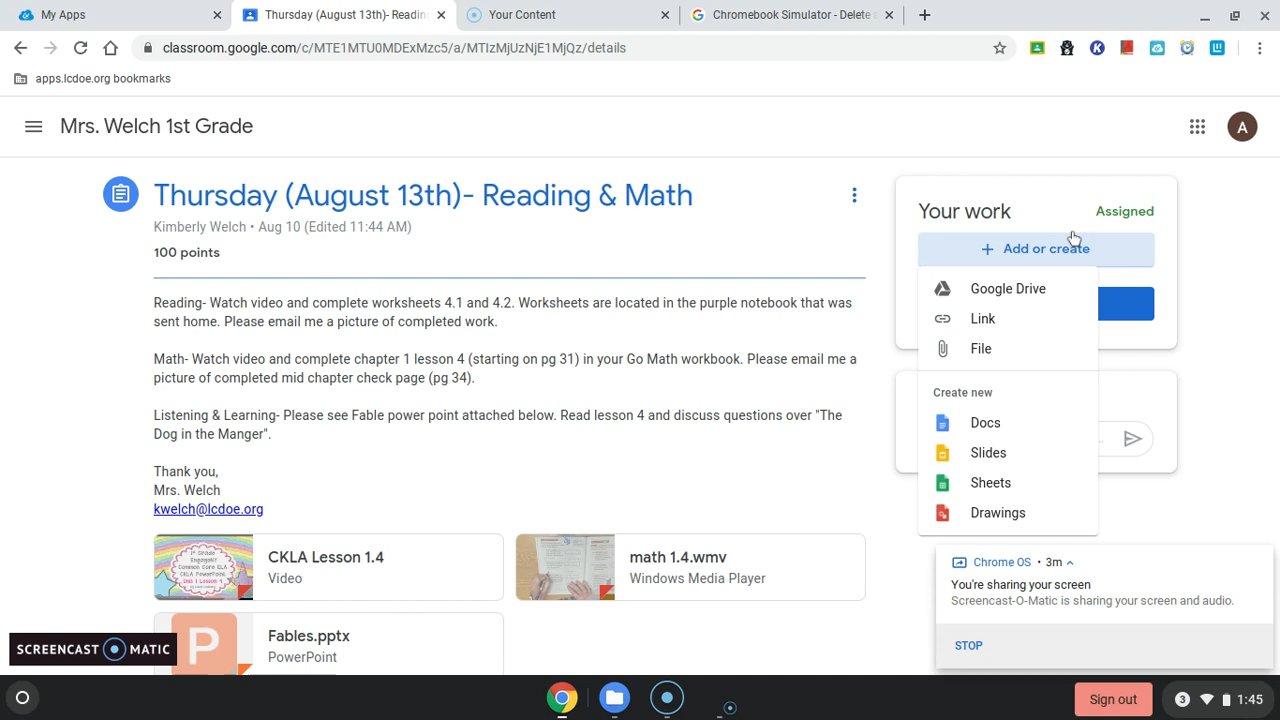 My Apps
Thursday (August 13th)- Readin
Your Content
Chromebook Simulator - Delete
classroom.google.com/c/MTE1MTU0MDExMzc5/a/MTIzMjUzNjE1MjQz/details
apps.lcdoe.org bookmarks
Mrs. Welch 1st Grade
A
Thursday (August 13th)- Reading & Math
Kimberly Welch • Aug 10 (Edited 11:44 AM)
100 points
Reading- Watch video and complete worksheets 4.1 and 4.2. Worksheets are located in the purple notebook that was
sent home. Please email me a picture of completed work.
Math- Watch video and complete chapter 1 lesson 4 (starting on pg 31) in your Go Math workbook. Please email me a
picture of completed mid chapter check page (pg 34).
Listening & Learning- Please see Fable power point attached below. Read lesson 4 and discuss questions over "The
Dog in the Manger".
Thank you,
Mrs. Welch
kwelch@lcdoe.org
CKLA Lesson 1.4
Video
math 1.4.wmv
Windows Media Player
Fables.pptx
PowerPoint
Your work
Assigned
+ Add or create
Google Drive
Link
File
Create new
Docs
Slides
Sheets
Drawings
Chrome OS • 3m
You're sharing your screen
Screencast-O-Matic is sharing your screen and audio.
STOP
SCREENCAST MATIC
Sign out
3
1:45